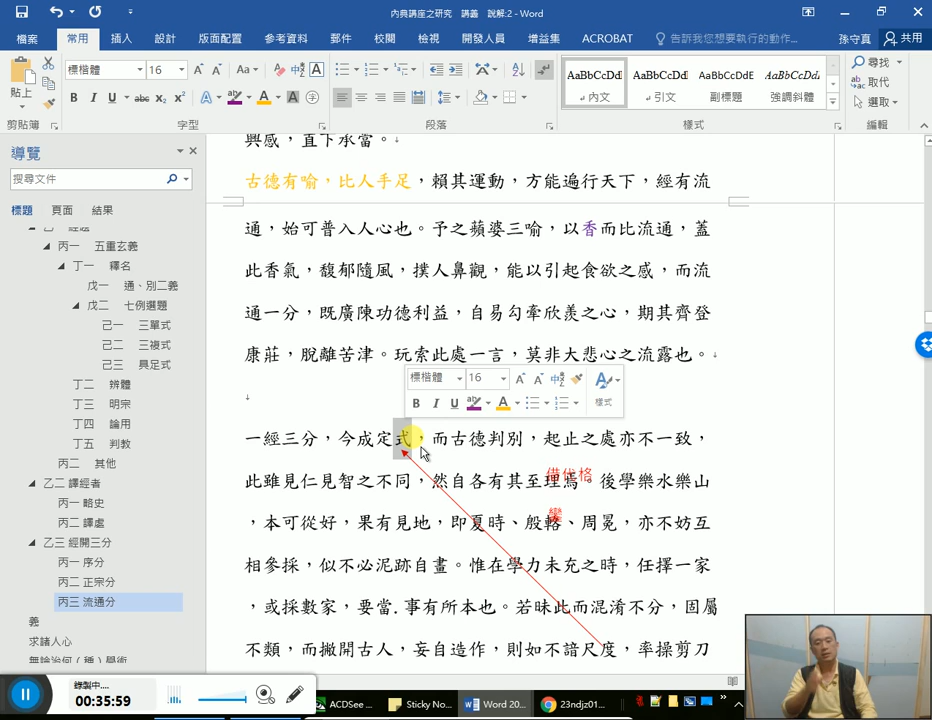 內典講座之研究 講義 說解:2 - Word
檔案 常用 插入 設計 版面配置 參考資料 郵件 校閱 檢視 開發人員 增益集 ACROBAT 告訴我您想要執行的動作... 孫守真 共用
標楷體 16 Aa
貼上 B I U abc x₂ x² A A A
AaBbCcDd AaBbCcDd AaBbCcDd AaBbCcDd
內文 引文 副標題 強調斜體
尋找
取代
選取
剪貼簿 字型 段落 樣式 編輯
導覽
搜尋文件
標題 頁面 結果
丙一 五重玄義
丁一 釋名
戊一 通、別二義
戊二 七例選題
己一 三單式
己二 三複式
己三 具足式
丁二 辨體
丁三 明宗
丁四 論用
丁五 判教
丙二 其他
乙二 譯經者
丙一 略史
丙二 譯處
乙三 經開三分
丙一 序分
丙二 正宗分
丙三 流通分
義
求諸人心
無論治何（種）學術
興感，直下承當。
古德有喻，比人手足，賴其運動，方能遍行天下，經有流
通，始可普入人心也。予之蘋婆三喻，以香而比流通，蓋
此香氣，馥郁隨風，撲人鼻觀，能以引起食欲之感，而流
通一分，既廣陳功德利益，自易勾牽欣羨之心，期其齊登
康莊，脫離苦津。玩索此處一言，莫非大悲心之流露也。
標楷體 16
B I U A 樣式
一經三分，今成定式，而古德判別，起止之處亦不一致，
此雖見仁見智之不同，然自各有其至理焉。後學樂水樂山
備代格
，本可從好，果有見地，即夏時、殷輅、周冕，亦不妨互
鑾
相參採，似不必泥跡自畫。惟在學力未充之時，任擇一家
，或採數家，要當.事有所本也。若昧此而混淆不分，固屬
不類，而撇開古人，妄自造作，則如不諳尺度，率操剪刀
錄製中....
00:35:59
ACDSee ... Sticky No... Word 20... 23ndjz01...